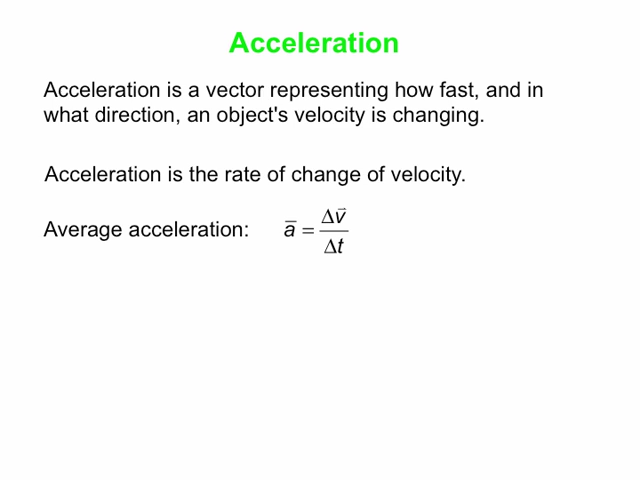 Acceleration
Acceleration is a vector representing how fast, and in
what direction, an object's velocity is changing.
Acceleration is the rate of change of velocity.
Average acceleration: a̅ = Δv⃗ / Δt